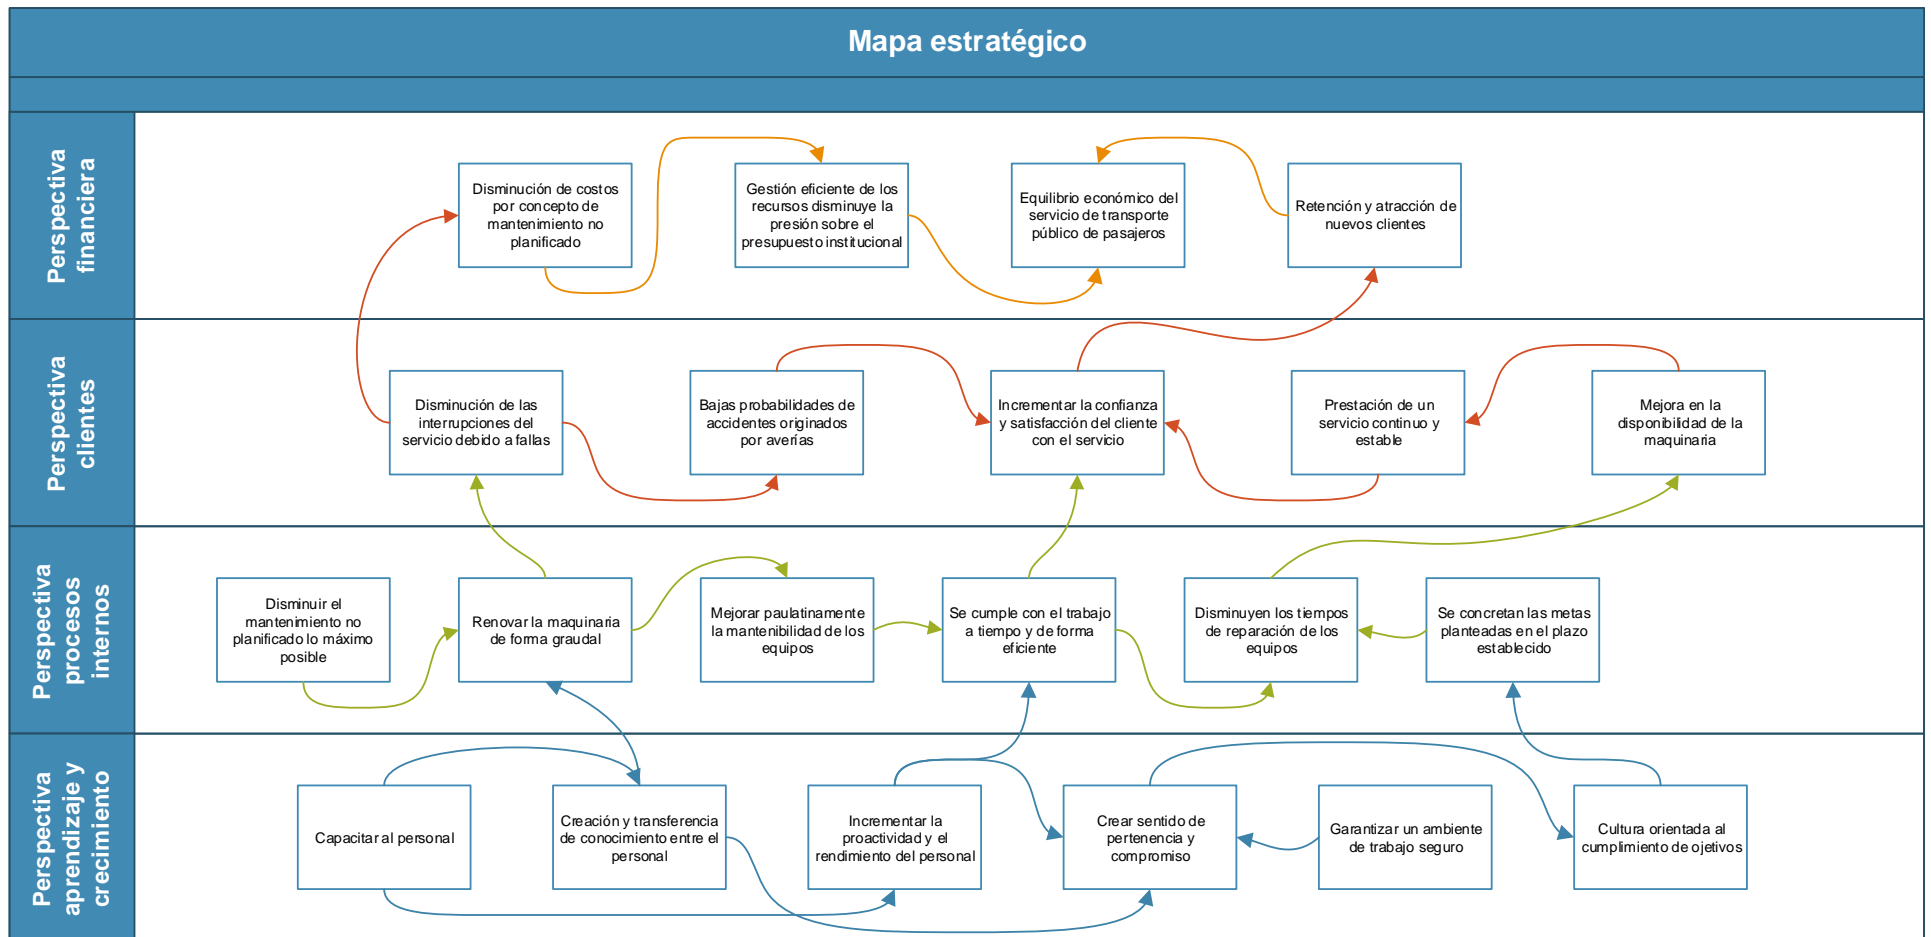 Mapa estratégico
Perspectiva
financiera
Disminución de costos
por concepto de
mantenimiento no
planificado
Gestión eficiente de los
recursos disminuye la
presión sobre el
presupuesto institucional
Equilibrio económico del
servicio de transporte
público de pasajeros
Retención y atracción de
nuevos clientes
Perspectiva
clientes
Disminución de las
interrupciones del
servicio debido a fallas
Bajas probabilidades de
accidentes originados
por averías
Incrementar la confianza
y satisfacción del cliente
con el servicio
Prestación de un
servicio continuo y
estable
Mejora en la
disponibilidad de la
maquinaria
Perspectiva
procesos
internos
Disminuir el
mantenimiento no
planificado lo máximo
posible
Renovar la maquinaria
de forma graudal
Mejorar paulatinamente
la mantenibilidad de los
equipos
Se cumple con el trabajo
a tiempo y de forma
eficiente
Disminuyen los tiempos
de reparación de los
equipos
Se concretan las metas
planteadas en el plazo
establecido
Perspectiva
aprendizaje y
crecimiento
Capacitar al personal
Creación y transferencia
de conocimiento entre el
personal
Incrementar la
proactividad y el
rendimiento del personal
Crear sentido de
pertenencia y
compromiso
Garantizar un ambiente
de trabajo seguro
Cultura orientada al
cumplimiento de ojetivos